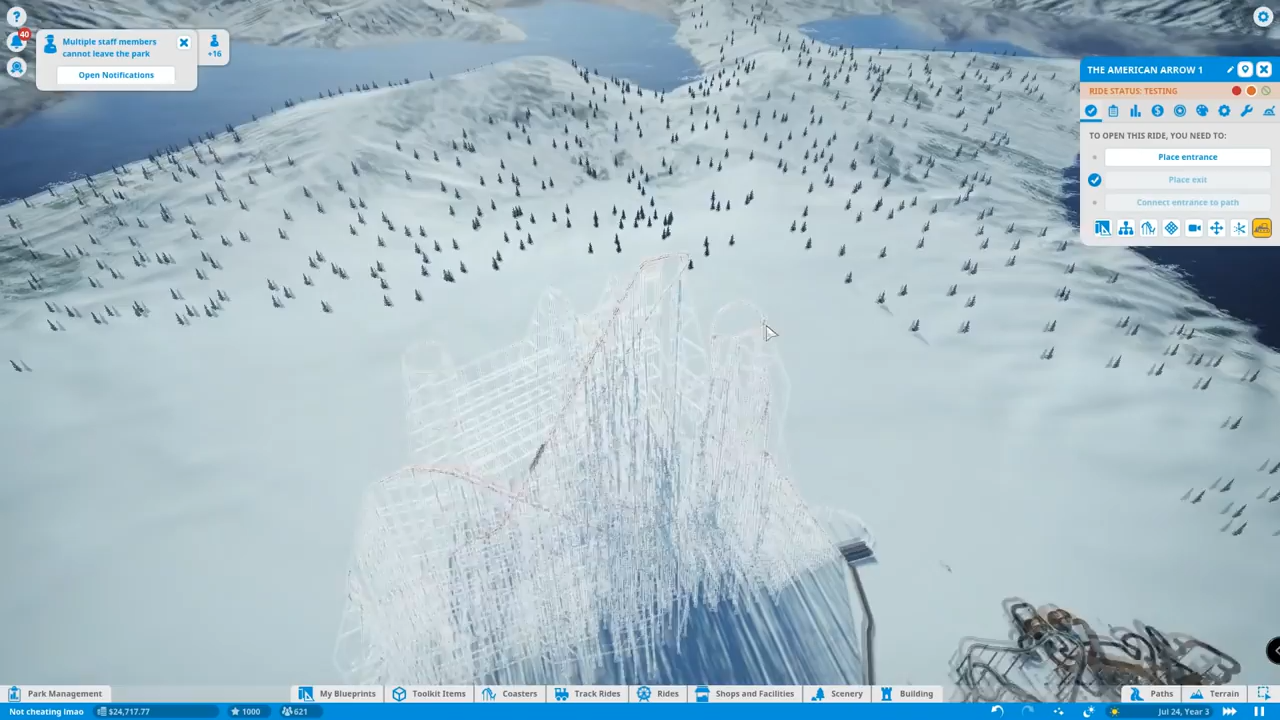 ?
40
Multiple staff members
cannot leave the park
+16
Open Notifications
THE AMERICAN ARROW 1
RIDE STATUS: TESTING
TO OPEN THIS RIDE, YOU NEED TO:
Place entrance
Place exit
Connect entrance to path
Park Management
My Blueprints
Toolkit Items
Coasters
Track Rides
Rides
Shops and Facilities
Scenery
Building
Paths
Terrain
Not cheating lmao
$24,717.77
1000
621
Jul 24, Year 3